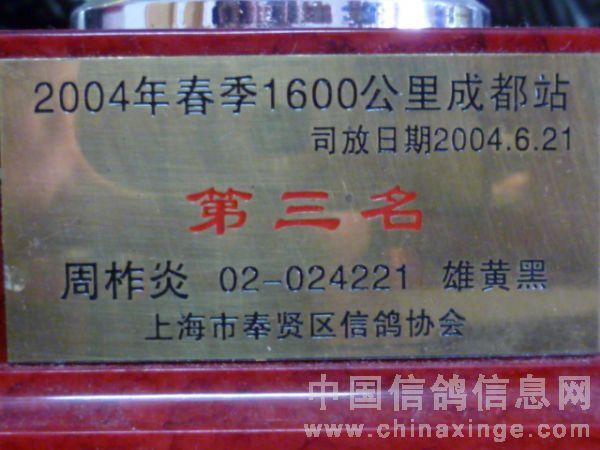 2004年春季1600公里成都站
司放日期2004.6.21
第三名
周柞炎 02-024221 雄黄黑
上海市奉贤区信鸽协会
中国信鸽信息网
www.chinaxinge.com